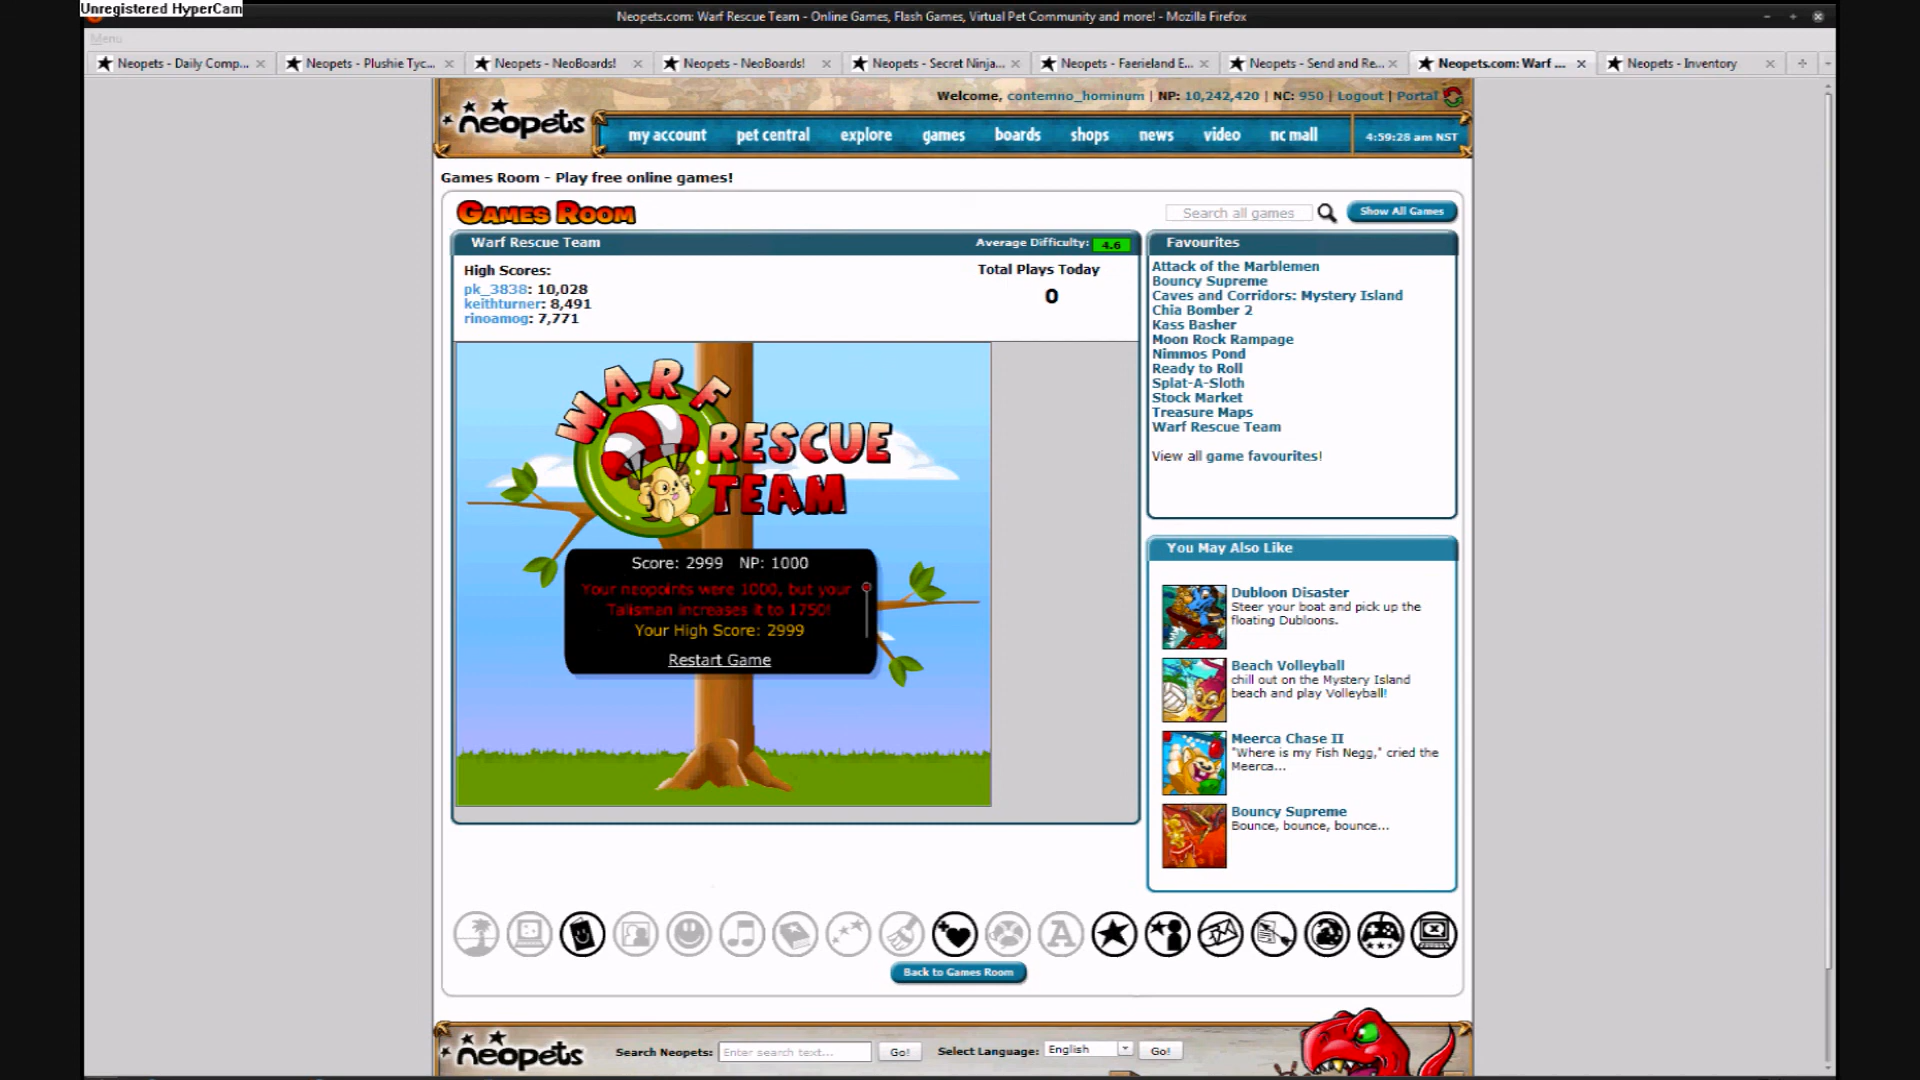 Unregistered HyperCam
Neopets.com: Warf Rescue Team - Online Games, Flash Games, Virtual Pet Community and more! - Mozilla Firefox
Menu
Neopets - Daily Comp...
Neopets - Plushie Tyc...
Neopets - NeoBoards!
Neopets - NeoBoards!
Neopets - Secret Ninja...
Neopets - Faerieland E...
Neopets - Send and Re...
Neopets.com: Warf ...
Neopets - Inventory
Welcome, contemno_hominum | NP: 10,242,420 | NC: 950 | Logout | Portal
neopets
my account pet central explore games boards shops news video nc mall
4:59:28 am NST
Games Room - Play free online games!
GAMES ROOM
Search all games
Show All Games
Warf Rescue Team
Average Difficulty: 4.6
High Scores:
pk_3838: 10,028
keithturner: 8,491
rinoamog: 7,771
Total Plays Today
0
WARF
RESCUE
TEAM
Score: 2999 NP: 1000
Your neopoints were 1000, but your
Talisman increases it to 1750!
Your High Score: 2999
Restart Game
Favourites
Attack of the Marblemen
Bouncy Supreme
Caves and Corridors: Mystery Island
Chia Bomber 2
Kass Basher
Moon Rock Rampage
Nimmos Pond
Ready to Roll
Splat-A-Sloth
Stock Market
Treasure Maps
Warf Rescue Team
View all game favourites!
You May Also Like
Dubloon Disaster
Steer your boat and pick up the
floating Dubloons.
Beach Volleyball
chill out on the Mystery Island
beach and play Volleyball!
Meerca Chase II
"Where is my Fish Negg," cried the
Meerca...
Bouncy Supreme
Bounce, bounce, bounce...
A
Back to Games Room
neopets
Search Neopets: Enter search text... Go! Select Language: English Go!